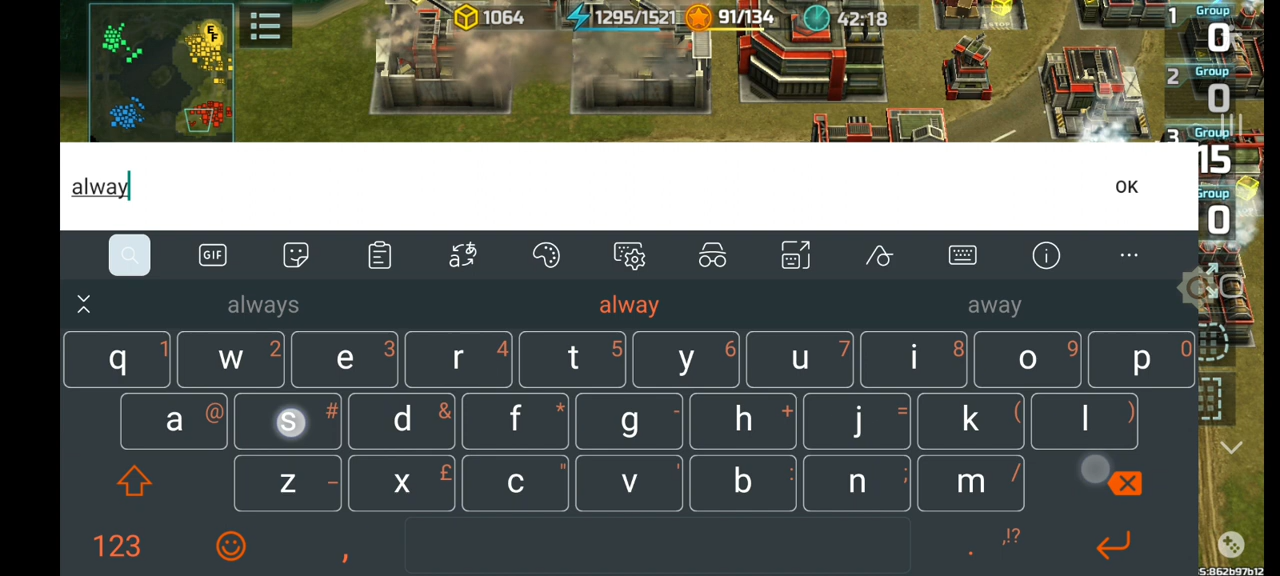 1064
1295/1521
91/134
42:18
1 Group 0
2 Group 0
3 Group 15
Group 0
E
F
alway
OK
GIF
always alway away
q 1 w 2 e 3 r 4 t 5 y 6 u 7 i 8 o 9 p 0
a @ s # d & f * g - h + j = k ( l )
z _ x £ c " v ' b : n ; m /
123 , . ,!?
S:862b97b12